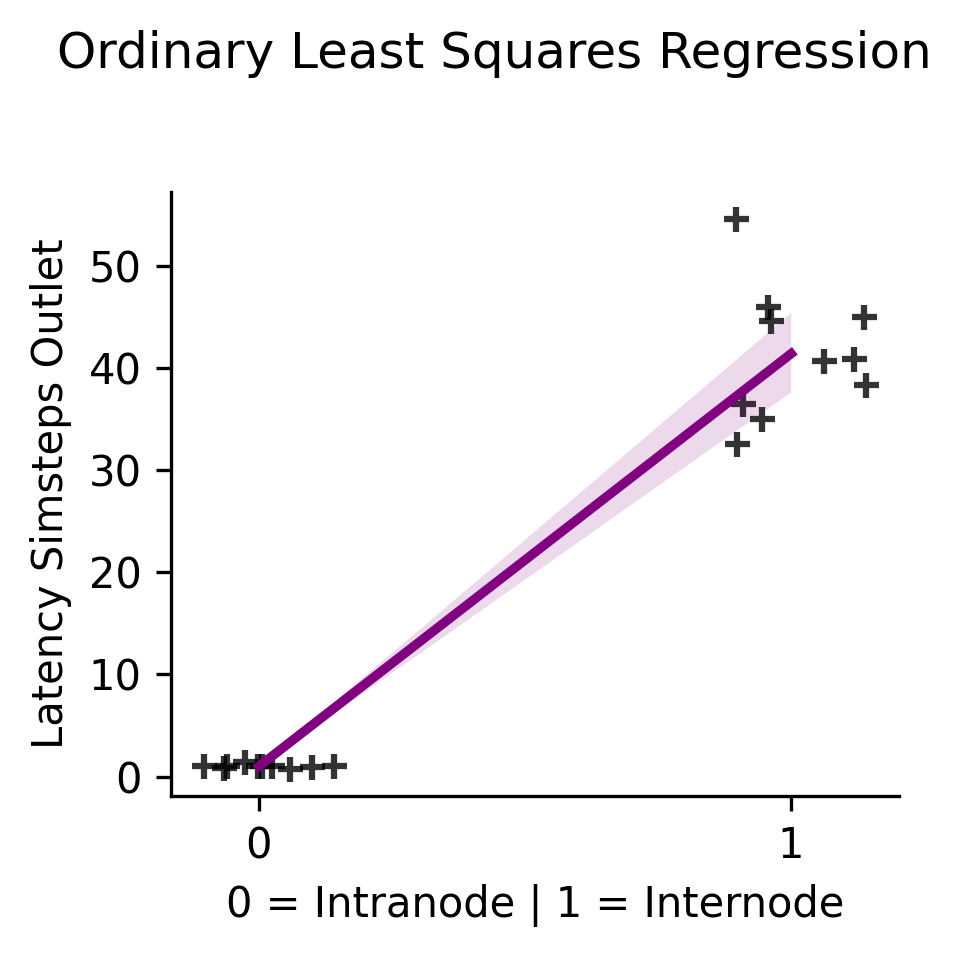 Ordinary Least Squares Regression
Latency Simsteps Outlet
50
40
30
20
10
0
0
1
0 = Intranode | 1 = Internode